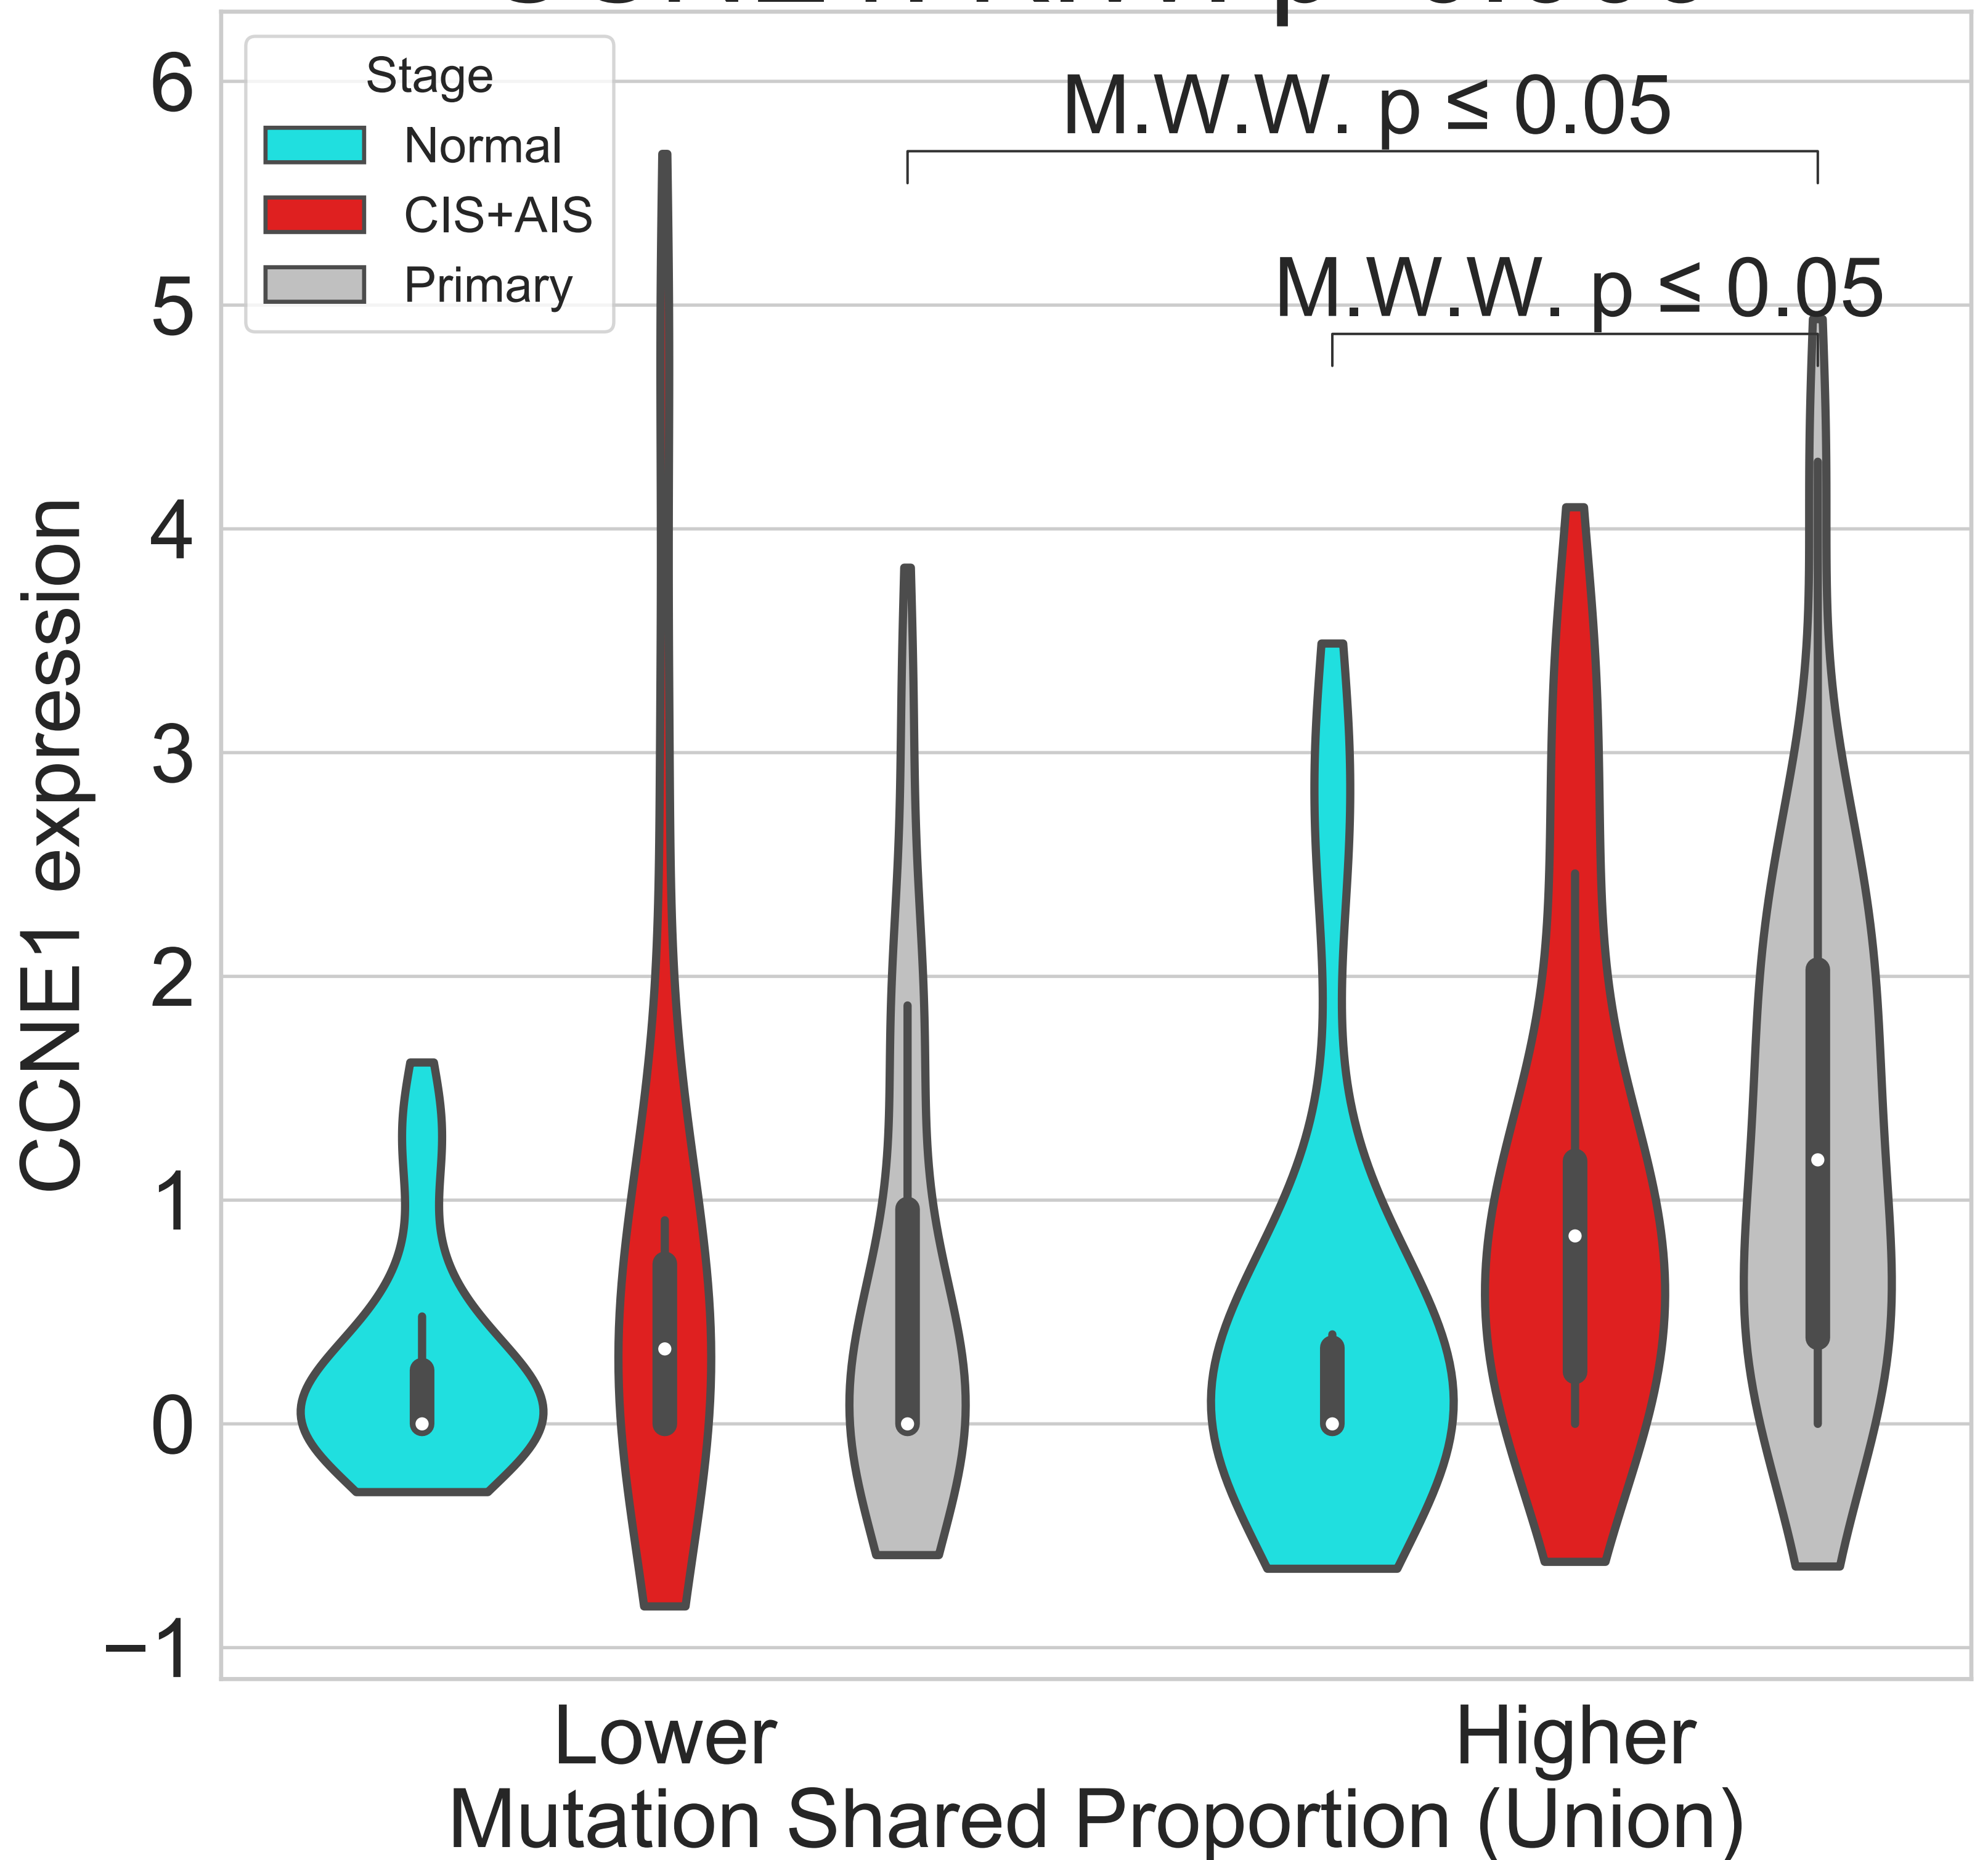 Stage
Normal
CIS+AIS
Primary
M.W.W. p ≤ 0.05
M.W.W. p ≤ 0.05
6
5
4
3
2
1
0
−1
CCNE1 expression
Lower
Higher
Mutation Shared Proportion (Union)